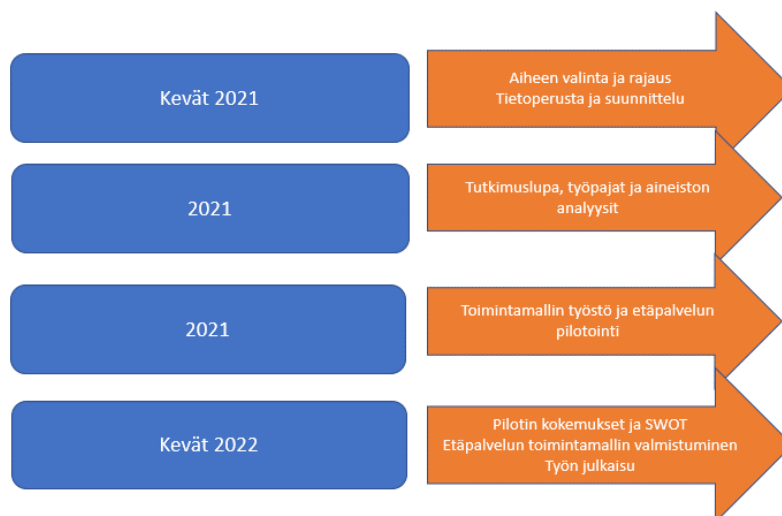 Kevät 2021
Aiheen valinta ja rajaus
Tietoperusta ja suunnittelu
2021
Tutkimuslupa, työpajat ja aineiston
analyysit
2021
Toimintamallin työstö ja etäpalvelun
pilotointi
Kevät 2022
Pilotin kokemukset ja SWOT
Etäpalvelun toimintamallin valmistuminen
Työn julkaisu